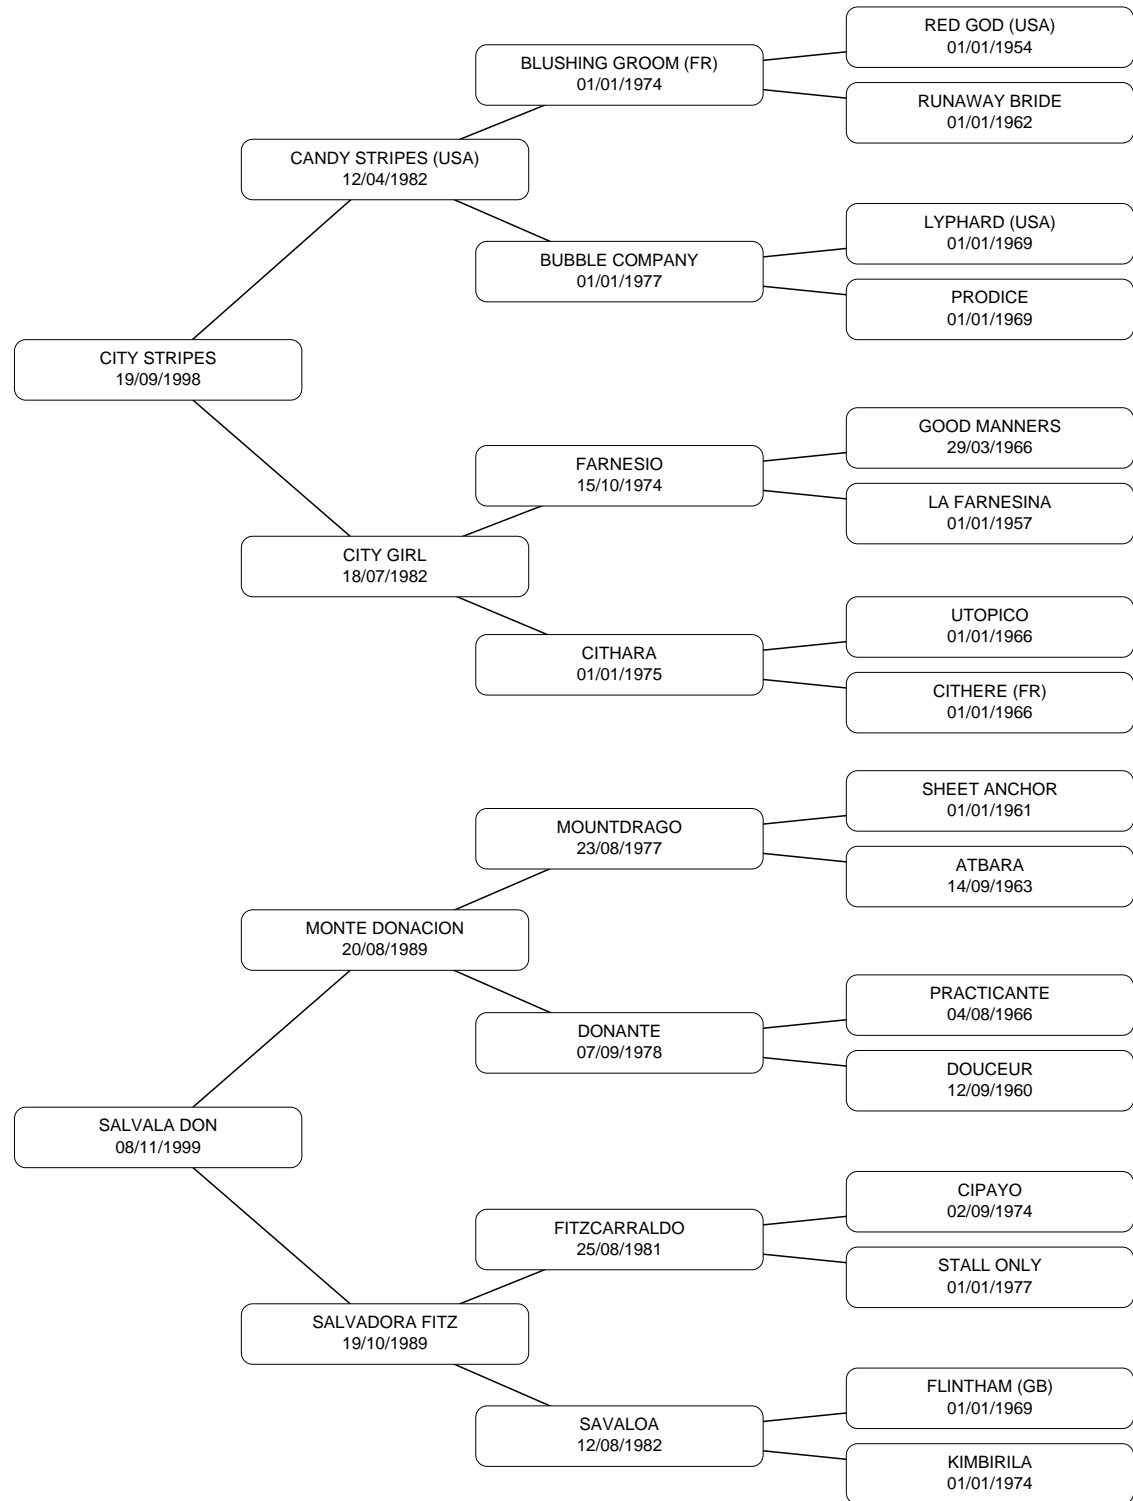 RED GOD (USA)
01/01/1954
BLUSHING GROOM (FR)
01/01/1974
RUNAWAY BRIDE
01/01/1962
CANDY STRIPES (USA)
12/04/1982
LYPHARD (USA)
01/01/1969
BUBBLE COMPANY
01/01/1977
PRODICE
01/01/1969
CITY STRIPES
19/09/1998
GOOD MANNERS
29/03/1966
FARNESIO
15/10/1974
LA FARNESINA
01/01/1957
CITY GIRL
18/07/1982
UTOPICO
01/01/1966
CITHARA
01/01/1975
CITHERE (FR)
01/01/1966
SHEET ANCHOR
01/01/1961
MOUNTDRAGO
23/08/1977
ATBARA
14/09/1963
MONTE DONACION
20/08/1989
PRACTICANTE
04/08/1966
DONANTE
07/09/1978
DOUCEUR
12/09/1960
SALVALA DON
08/11/1999
CIPAYO
02/09/1974
FITZCARRALDO
25/08/1981
STALL ONLY
01/01/1977
SALVADORA FITZ
19/10/1989
FLINTHAM (GB)
01/01/1969
SAVALOA
12/08/1982
KIMBIRILA
01/01/1974